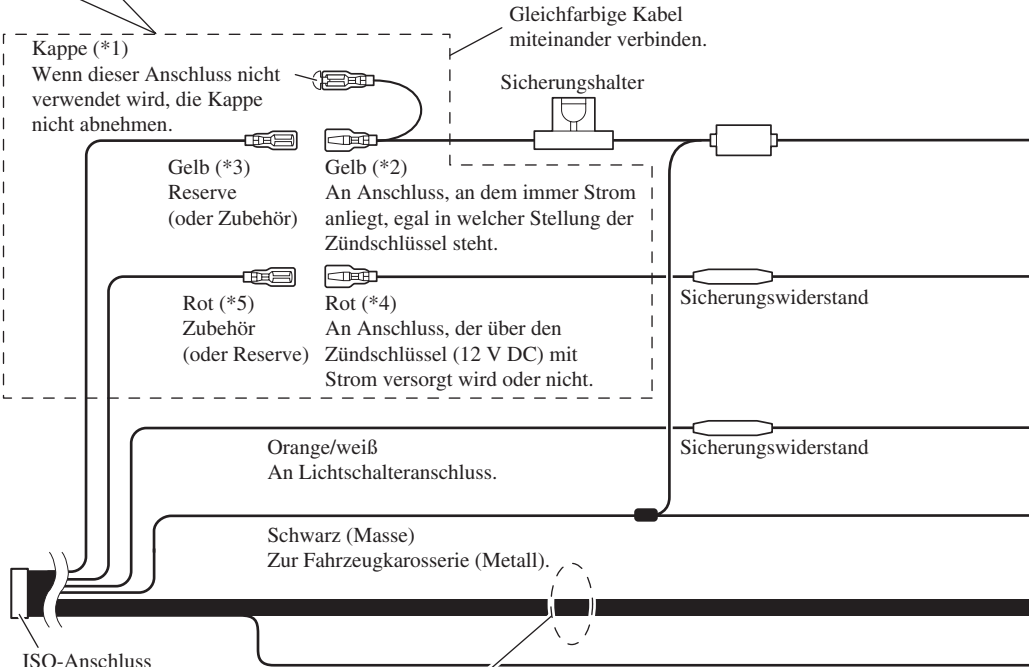 Gleichfarbige Kabel
miteinander verbinden.
Kappe (*1)
Wenn dieser Anschluss nicht
verwendet wird, die Kappe
nicht abnehmen.
Sicherungshalter
Gelb (*3)
Reserve
(oder Zubehör)
Gelb (*2)
An Anschluss, an dem immer Strom
anliegt, egal in welcher Stellung der
Zündschlüssel steht.
Rot (*5)
Zubehör
(oder Reserve)
Rot (*4)
An Anschluss, der über den
Zündschlüssel (12 V DC) mit
Strom versorgt wird oder nicht.
Sicherungswiderstand
Orange/weiß
An Lichtschalteranschluss.
Sicherungswiderstand
Schwarz (Masse)
Zur Fahrzeugkarosserie (Metall).
ISO-Anschluss